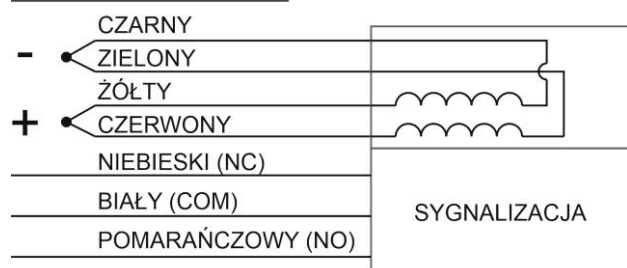 CZARNY
-
ZIELONY
ŻÓŁTY
+
CZERWONY
NIEBIESKI (NC)
BIAŁY (COM)
SYGNALIZACJA
POMARAŃCZOWY (NO)